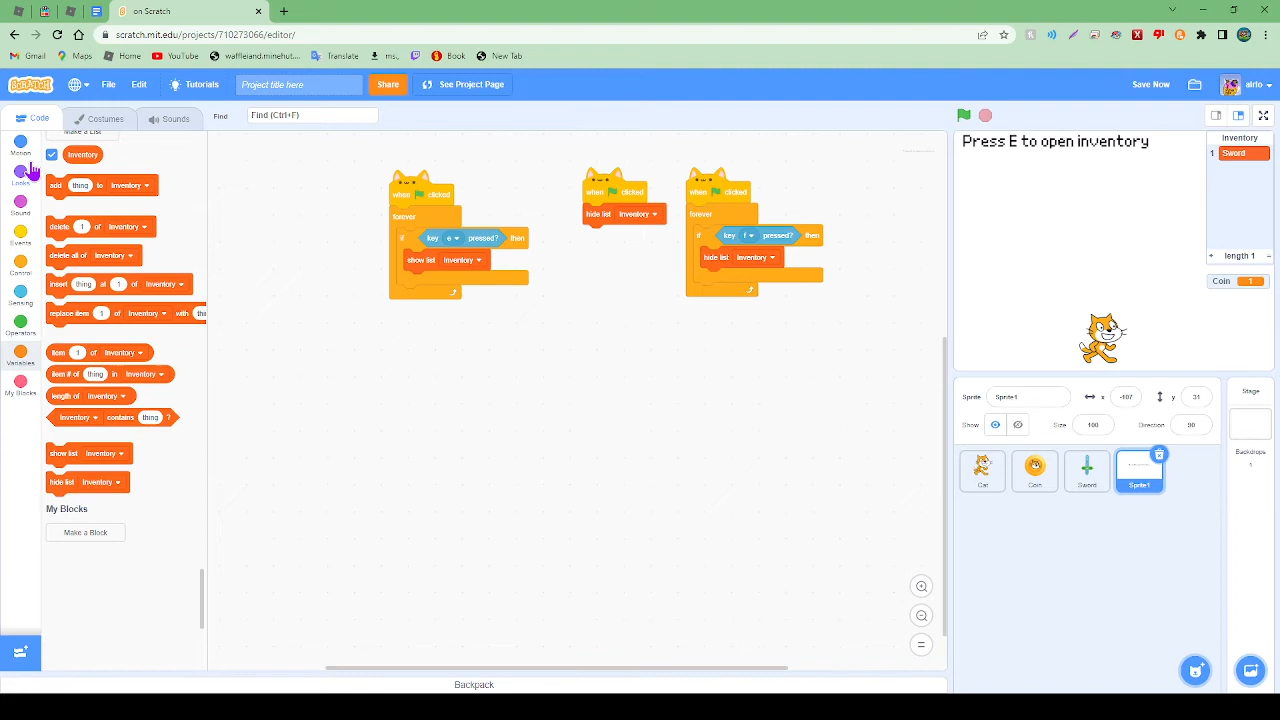 on Scratch
scratch.mit.edu/projects/710273066/editor/
Gmail Maps Home YouTube waffleland.minehut.... Translate ms, Book New Tab
SCRATCH File Edit Tutorials Project title here Share See Project Page Save Now alrto
Code Costumes Sounds Find Find (Ctrl+F)
Make a List
Inventory
add thing to Inventory
delete 1 of Inventory
delete all of Inventory
insert thing at 1 of Inventory
replace item 1 of Inventory with thi
item 1 of Inventory
item # of thing in Inventory
length of Inventory
Inventory contains thing ?
show list Inventory
hide list Inventory
My Blocks
Make a Block
Motion
Looks
Sound
Events
Control
Sensing
Operators
Variables
My Blocks
when clicked
forever
if key e pressed? then
show list Inventory
when clicked
hide list Inventory
when clicked
forever
if key f pressed? then
hide list Inventory
Press E to open inventory
Inventory
1 Sword
+ length 1 =
Coin 1
Sprite Sprite1 x -107 y 31
Show Size 100 Direction 90
Cat Coin Sword Sprite1
Stage
Backdrops
1
Backpack